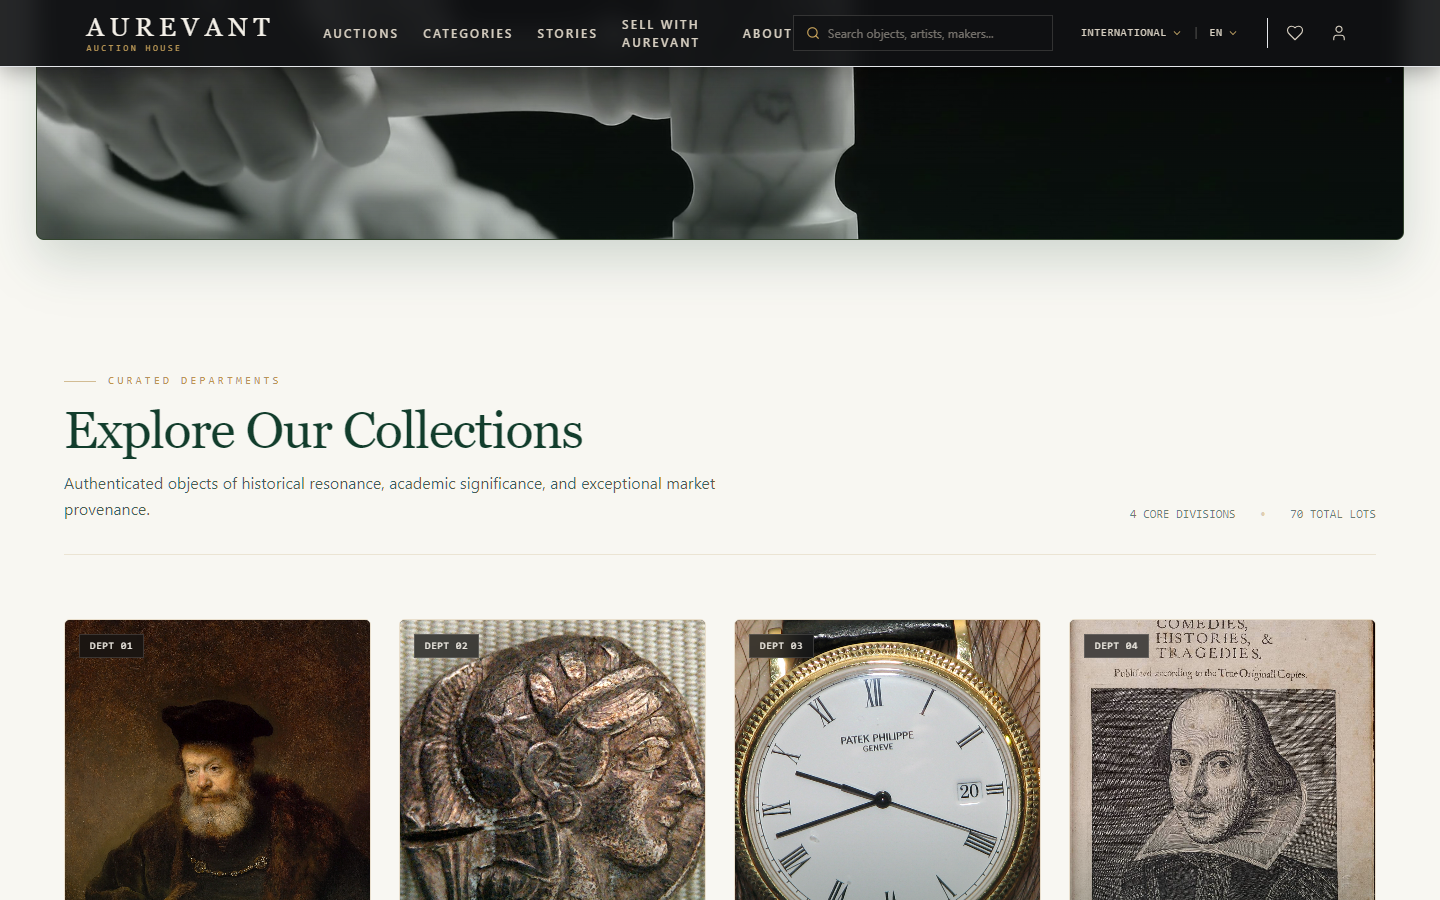 AUREVANT
AUCTION HOUSE
AUCTIONS
CATEGORIES
STORIES
SELL WITH
AUREVANT
ABOUT
Search objects, artists, makers...
INTERNATIONAL
EN
CURATED DEPARTMENTS
Explore Our Collections
Authenticated objects of historical resonance, academic significance, and exceptional market
provenance.
4 CORE DIVISIONS
70 TOTAL LOTS
DEPT 01
DEPT 02
DEPT 03
PATEK PHILIPPE
GENEVE
20
DEPT 04
COMEDIES,
HISTORIES, &
TRAGEDIES.
Published according to the True Originall Copies.